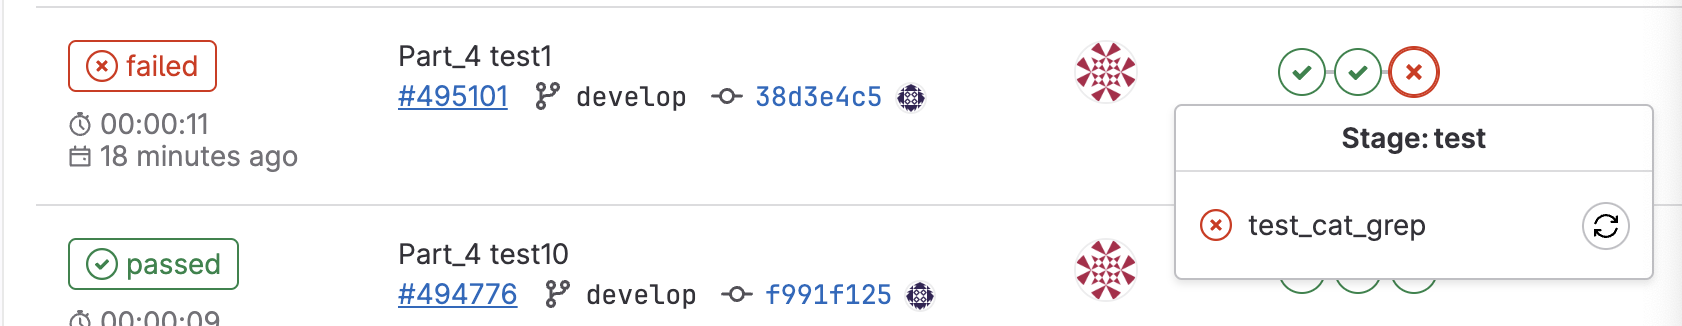 failed
00:00:11
18 minutes ago
Part_4 test1
#495101 develop 38d3e4c5
Stage: test
test_cat_grep
passed
00:00:09
Part_4 test10
#494776 develop f991f125